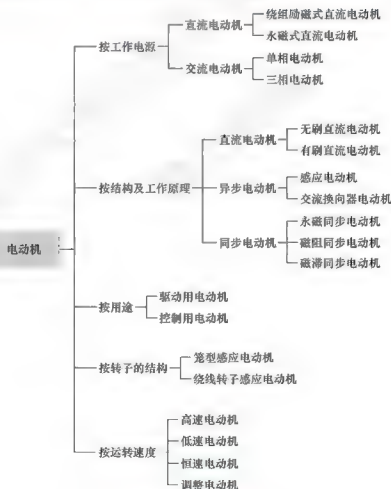 绕组励磁式直流电动机
直流电动机
永磁式直流电动机
按工作电源
单相电动机
交流电动机
三相电动机
无刷直流电动机
直流电动机
有刷直流电动机
感应电动机
按结构及工作原理
异步电动机
交流换向器电动机
永磁同步电动机
同步电动机
磁阻同步电动机
磁滞同步电动机
电动机
驱动用电动机
按用途
控制用电动机
笼型感应电动机
按转子的结构
绕线转子感应电动机
高速电动机
低速电动机
按运转速度
恒速电动机
调整电动机